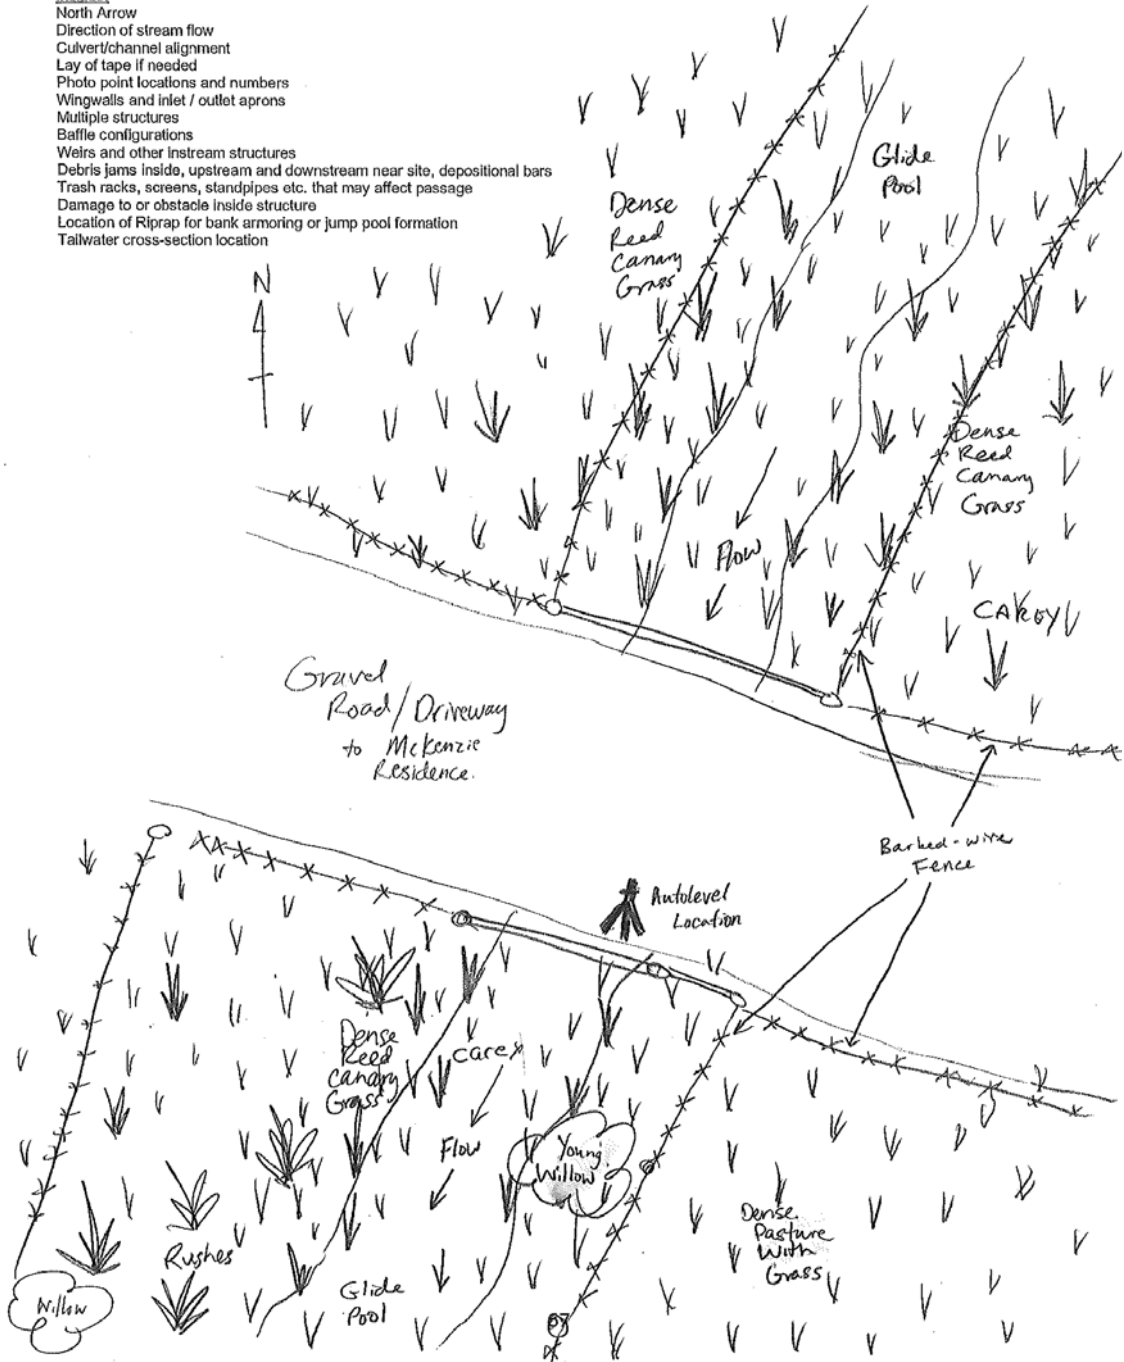 North Arrow
Direction of stream flow
Culvert/channel alignment
Lay of tape if needed
Photo point locations and numbers
Wingwalls and inlet / outlet aprons
Multiple structures
Baffle configurations
Weirs and other instream structures
Debris jams inside, upstream and downstream near site, depositional bars
Trash racks, screens, standpipes etc. that may affect passage
Damage to or obstacle inside structure
Location of Riprap for bank armoring or jump pool formation
Tailwater cross-section location
N
Glide
Pool
Dense
Reed
Canary
Grass
Dense
Reed
Canary
Grass
Flow
Gravel
Road/Driveway
to McKenzie
Residence.
Barbed-wire
Fence
Autolevel
Location
Dense
Reed
Canary
Grass
Carex
Flow
Young
Willow
Rushes
Glide
Pool
Willow
Dense
Pasture
With
Grass